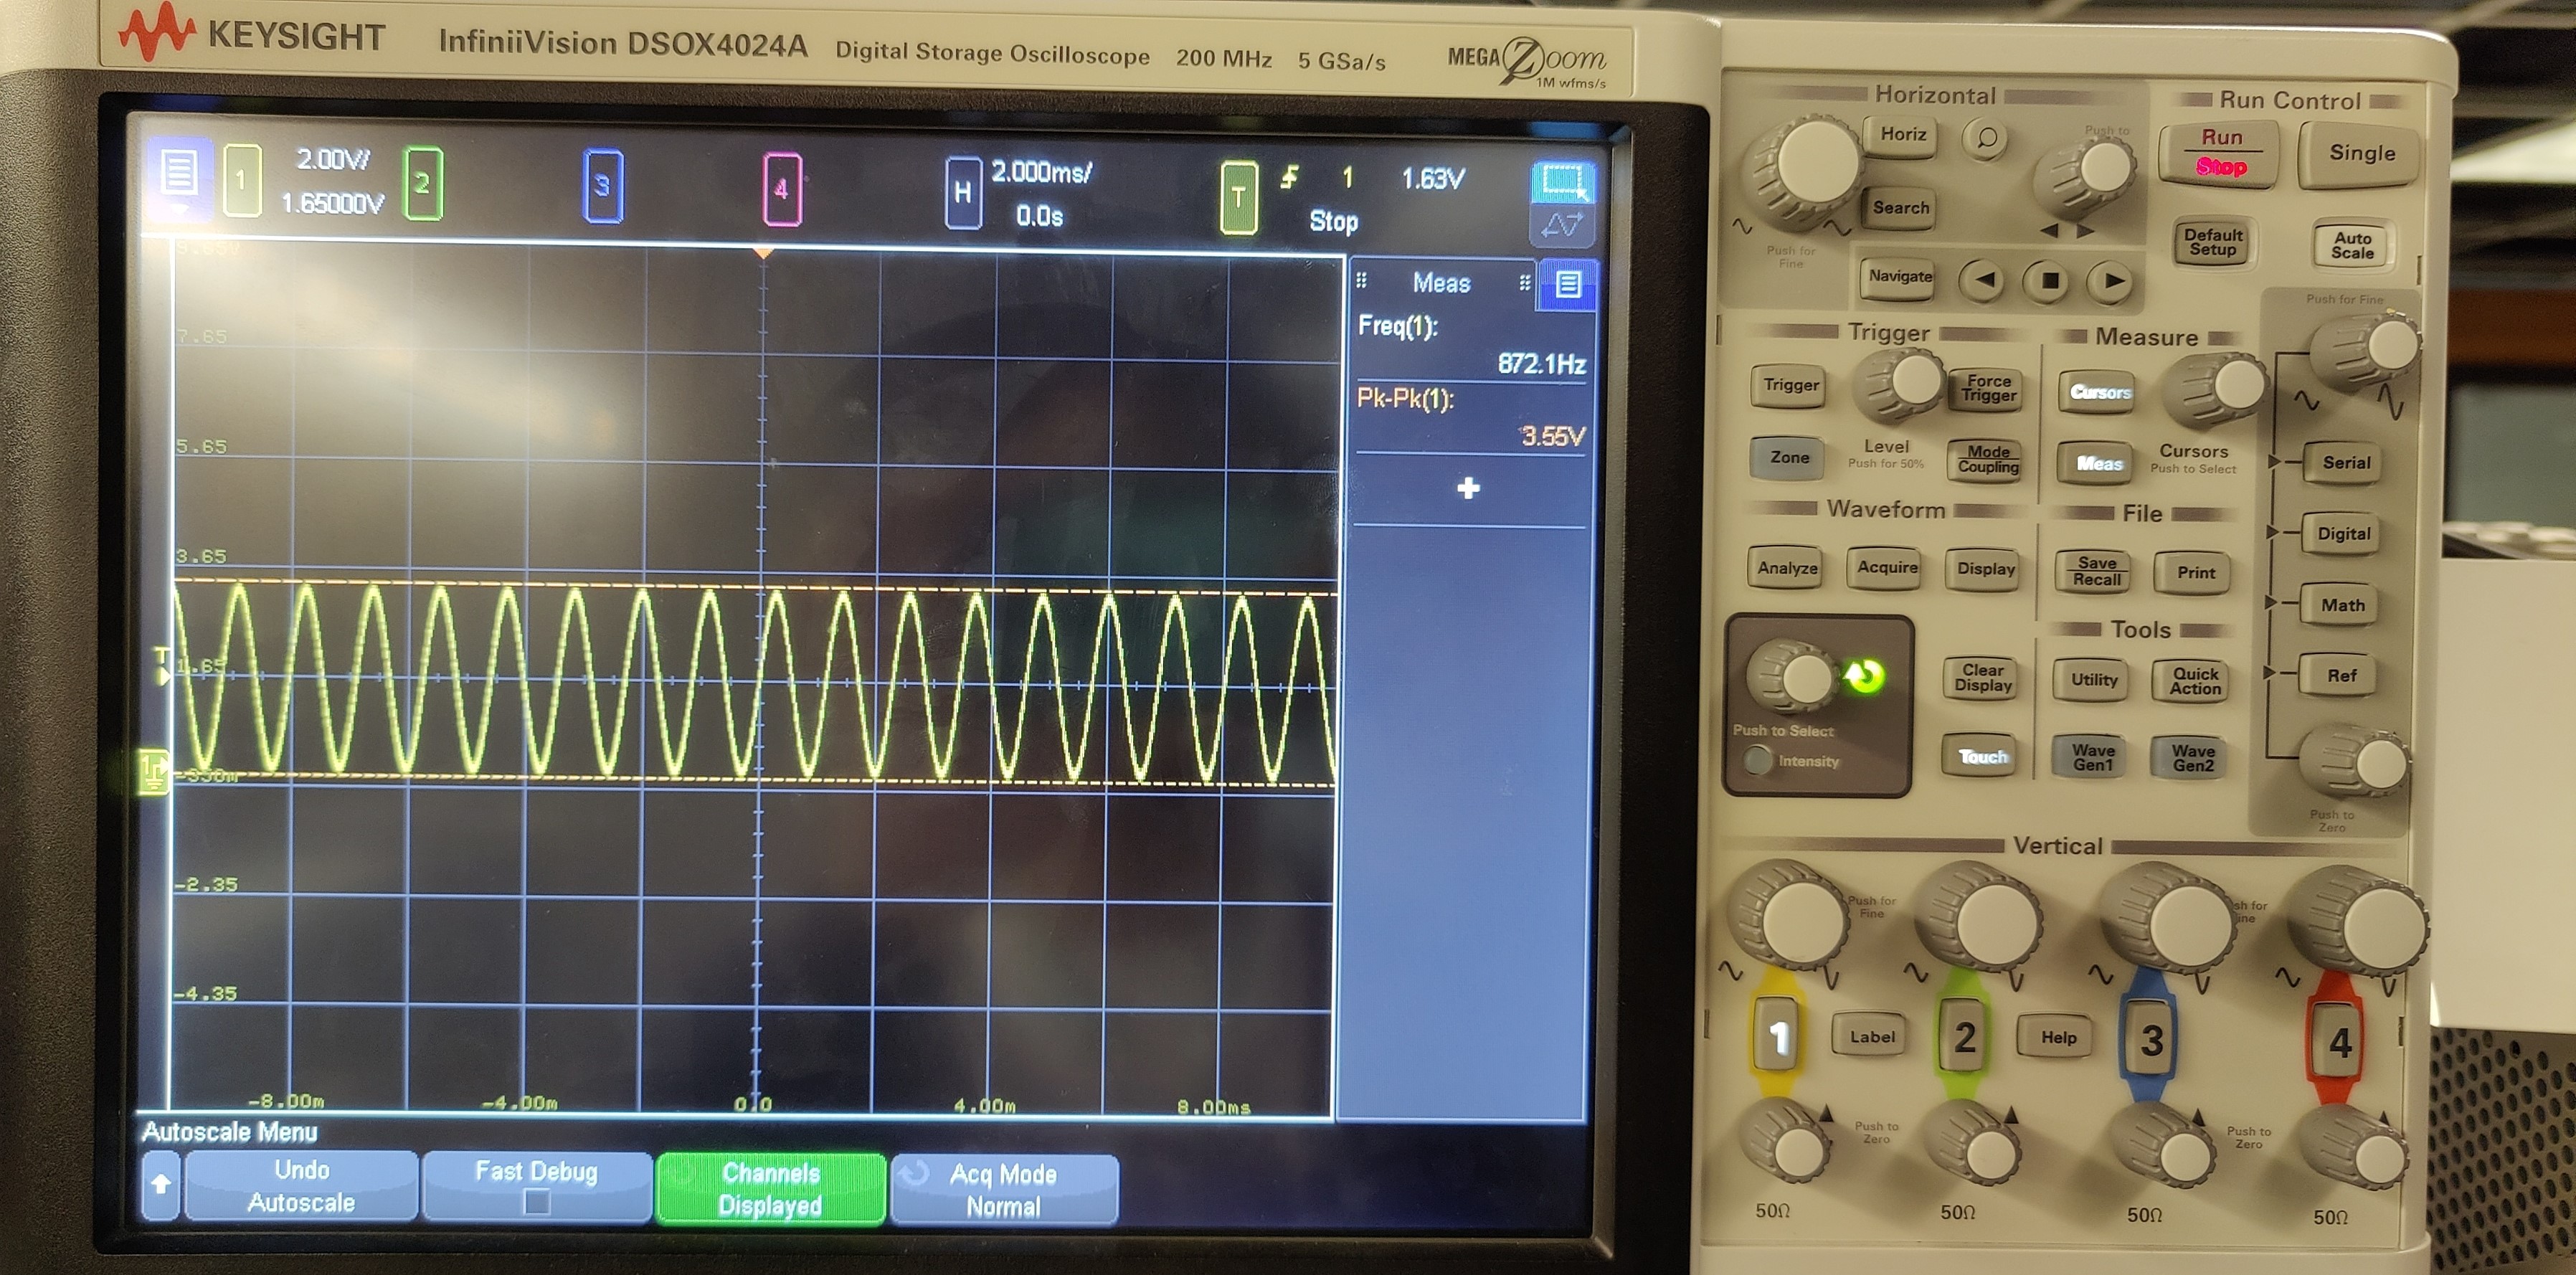 KEYSIGHT InfiniiVision DSOX4024A Digital Storage Oscilloscope 200 MHz 5 GSa/s MEGA Zoom
1M wfms/s
1 2.00V/ 2 3 4 H 2.000ms/ T 1 1.63V
1.65000V 0.0s Stop
7.65
5.65
3.65
1.65
-2.35
-4.35
-8.00m -4.00m 0.0 4.00m 8.00ms
T
Meas
Freq(1):
872.1Hz
Pk-Pk(1):
3.55V
+
Autoscale Menu
Undo
Autoscale
Fast Debug
Channels
Displayed
Acq Mode
Normal
Horizontal
Horiz
Search
Push for
Fine
Push to
Navigate
Run Control
Run
Stop
Single
Default
Setup
Auto
Scale
Push for Fine
Trigger
Trigger
Force
Trigger
Zone
Level
Push for 50%
Mode
Coupling
Measure
Cursors
Meas
Cursors
Push to Select
Waveform
Analyze
Acquire
Display
File
Save
Recall
Print
Serial
Digital
Math
Ref
Push to
Zero
Tools
Clear
Display
Utility
Quick
Action
Push to Select
Intensity
Touch
Wave
Gen1
Wave
Gen2
Vertical
Push for
Fine
1 Label 2 Help 3 4
Push to
Zero
Push to
Zero
50Ω 50Ω 50Ω 50Ω